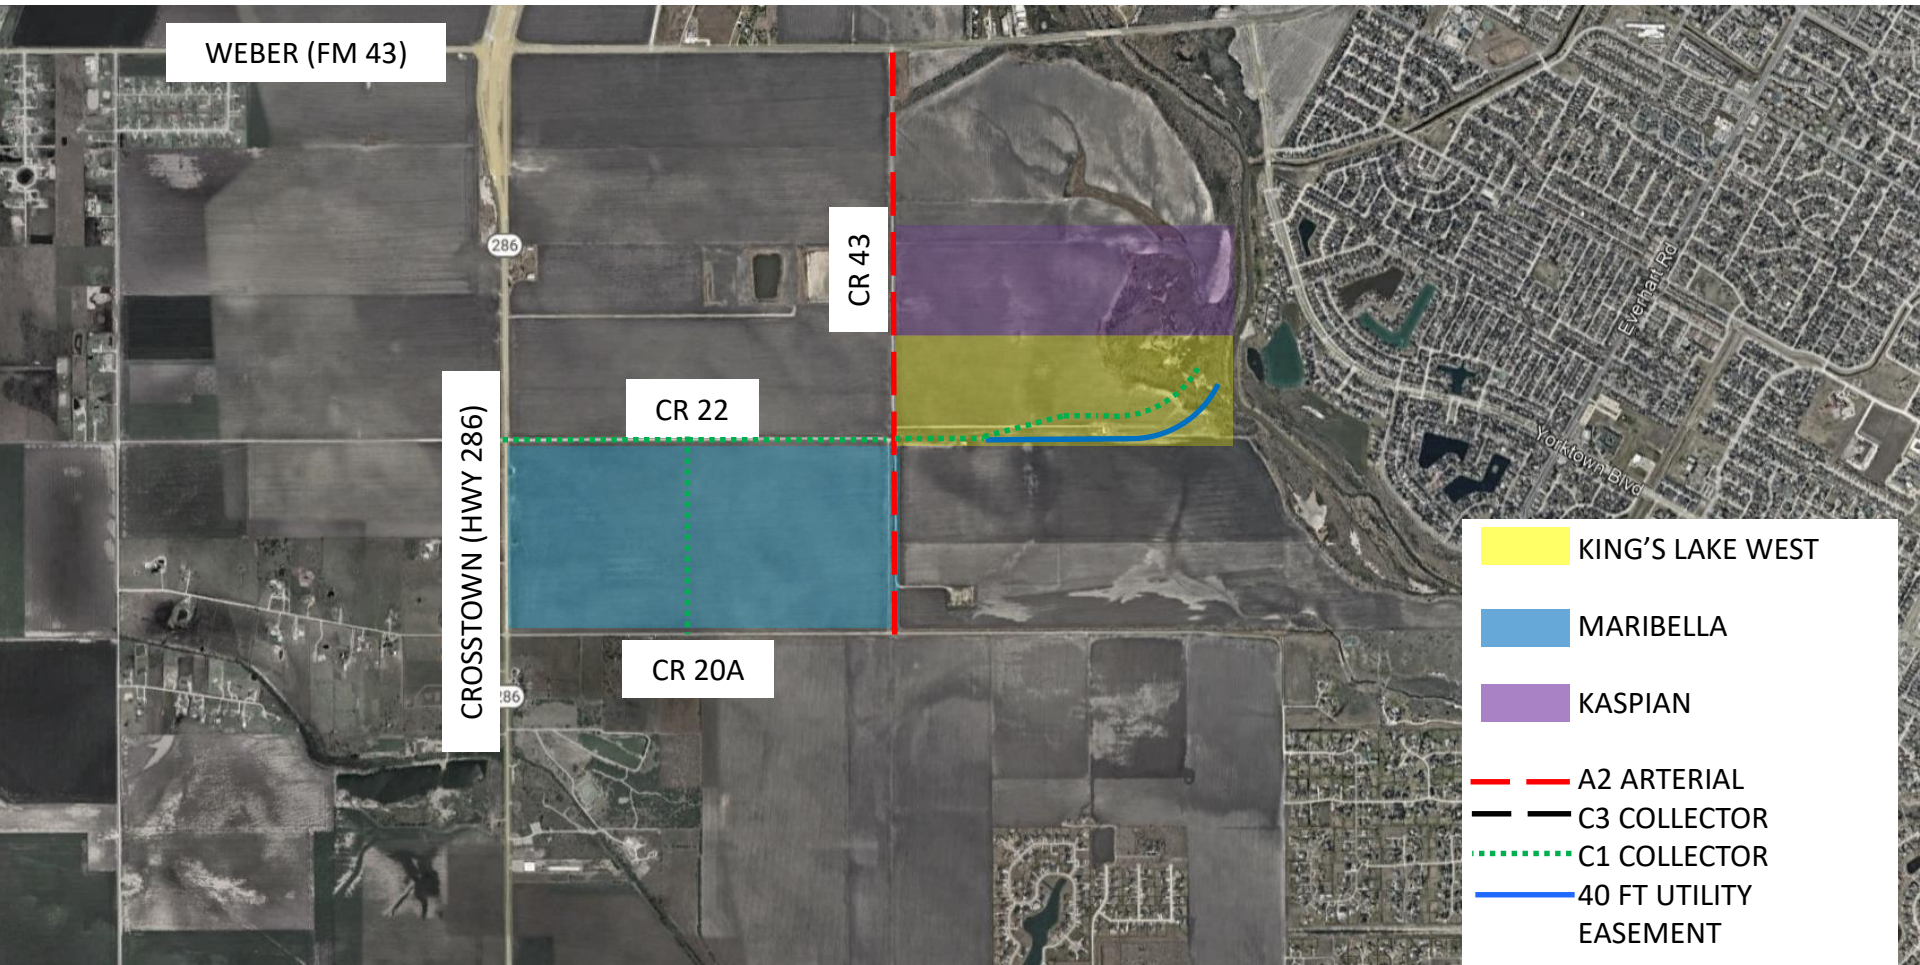 WEBER (FM 43)
286
CR 43
CR 22
CROSSTOWN (HWY 286)
CR 20A
286
Everhart Rd
Yorktown Blvd
KING'S LAKE WEST
MARIBELLA
KASPIAN
A2 ARTERIAL
C3 COLLECTOR
C1 COLLECTOR
40 FT UTILITY
EASEMENT